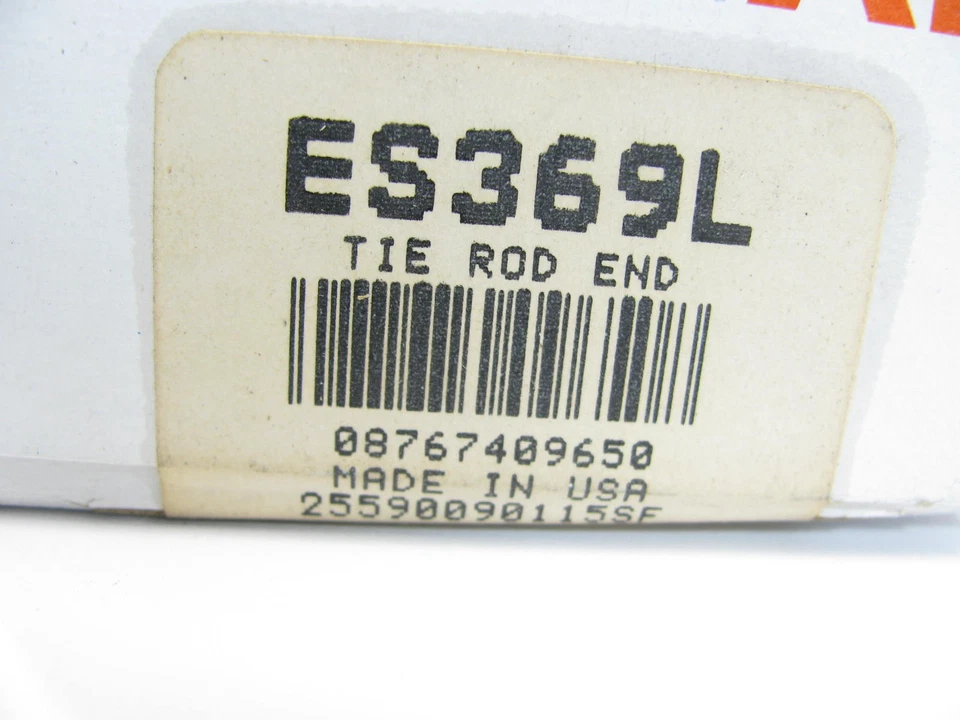 ES369L
TIE ROD END
08767409650
MADE IN USA
25590090115SF